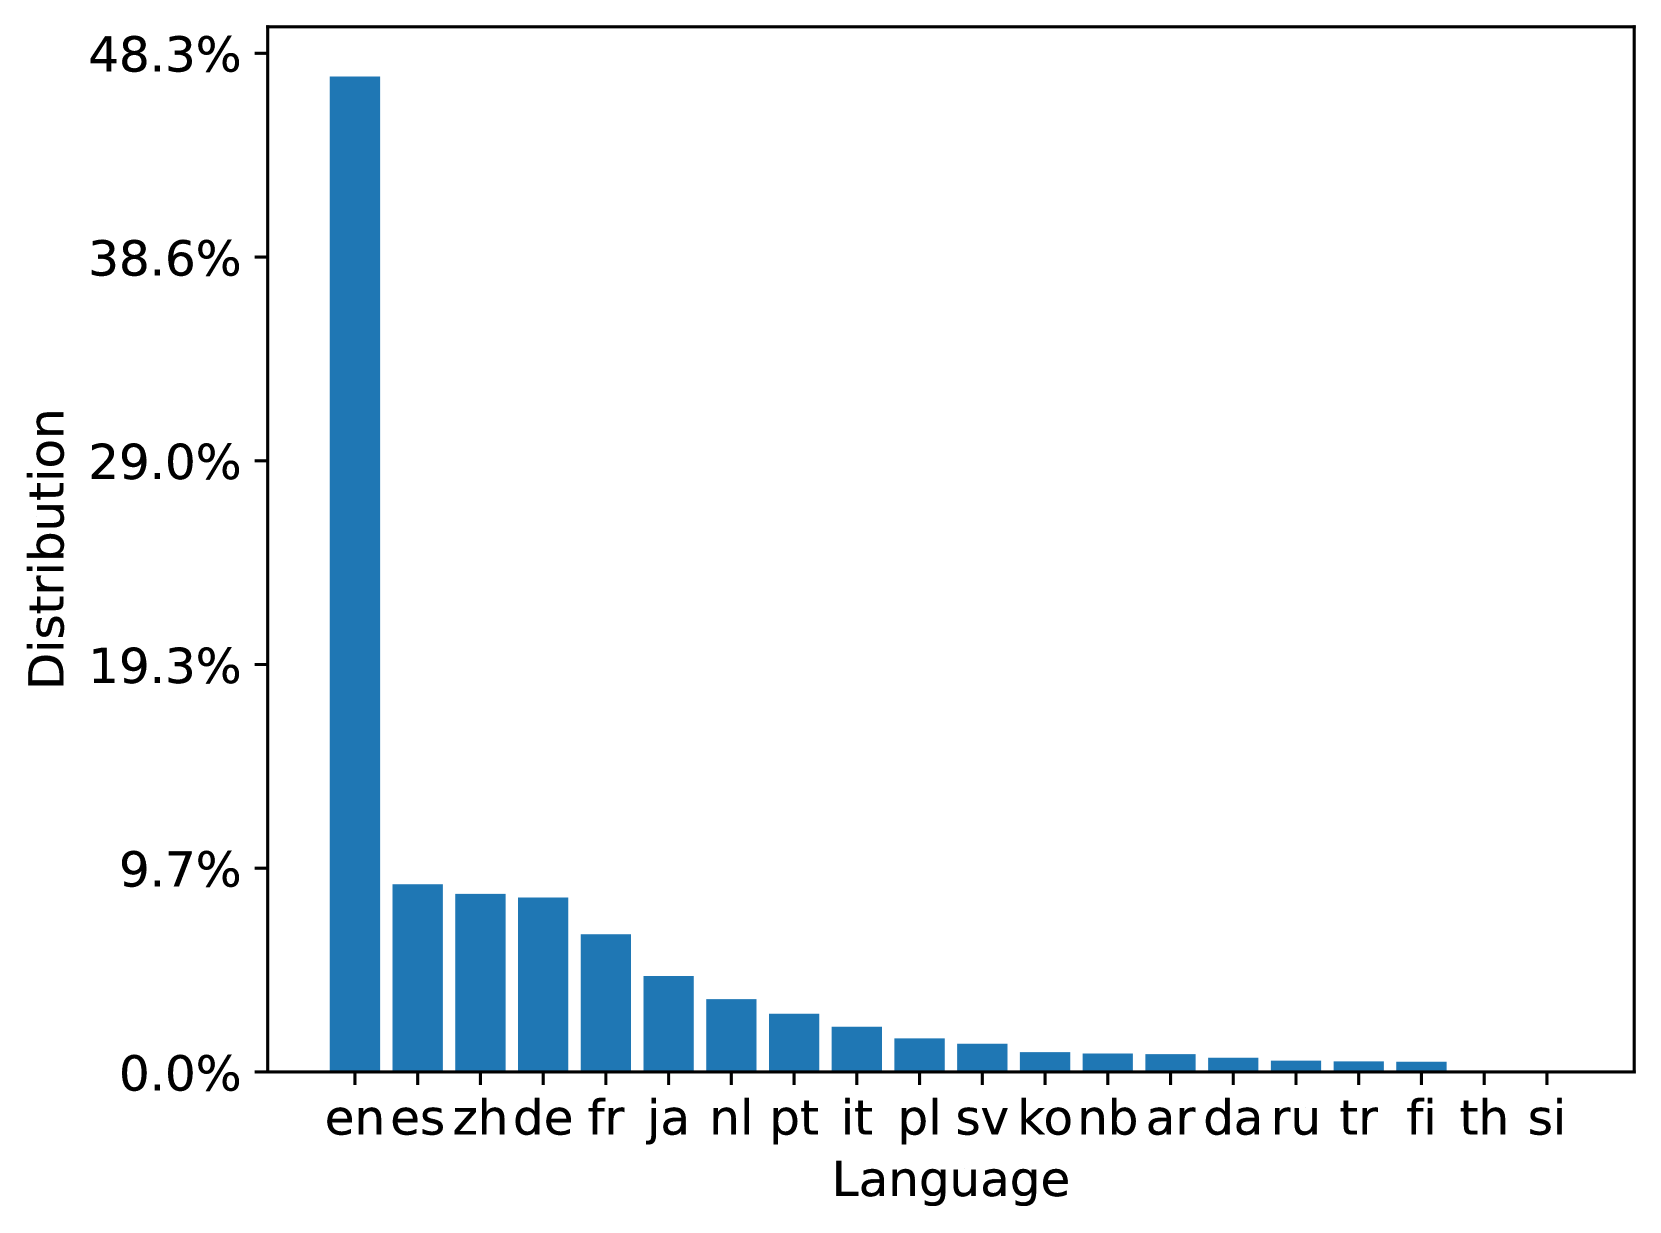 48.3%
38.6%
29.0%
19.3%
9.7%
0.0%
Distribution
en es zh de fr ja nl pt it pl sv ko nb ar da ru tr fi th si
Language